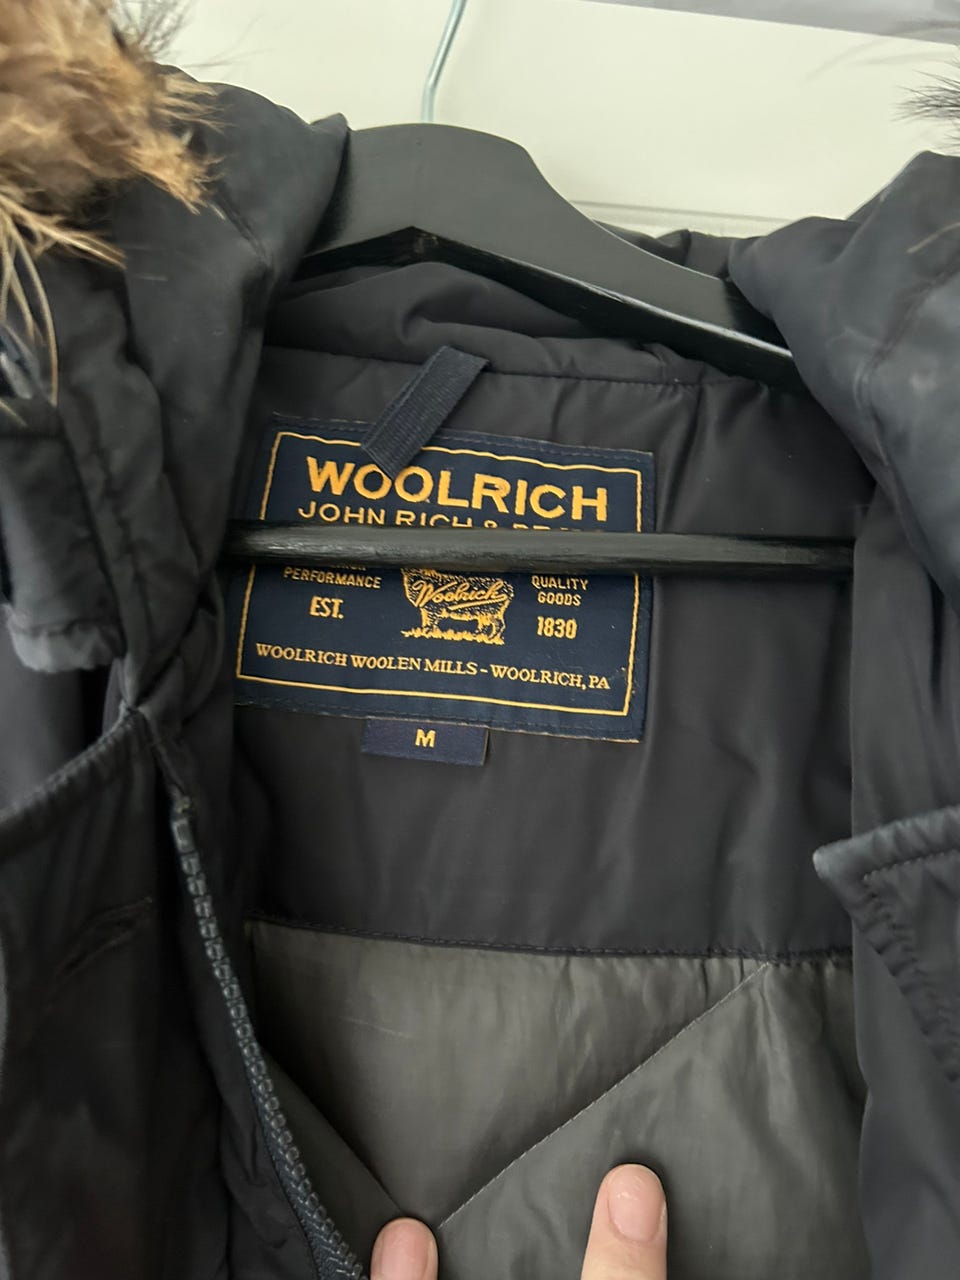 WOOLRICH
JOHN RICH &
PERFORMANCE
QUALITY
GOODS
Woolrich
EST.
1830
WOOLRICH WOOLEN MILLS - WOOLRICH, PA
M